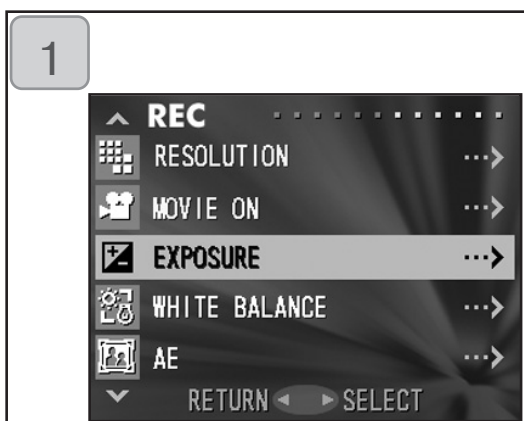 1
REC
RESOLUTION
MOVIE ON
EXPOSURE
WHITE BALANCE
AE
RETURN SELECT